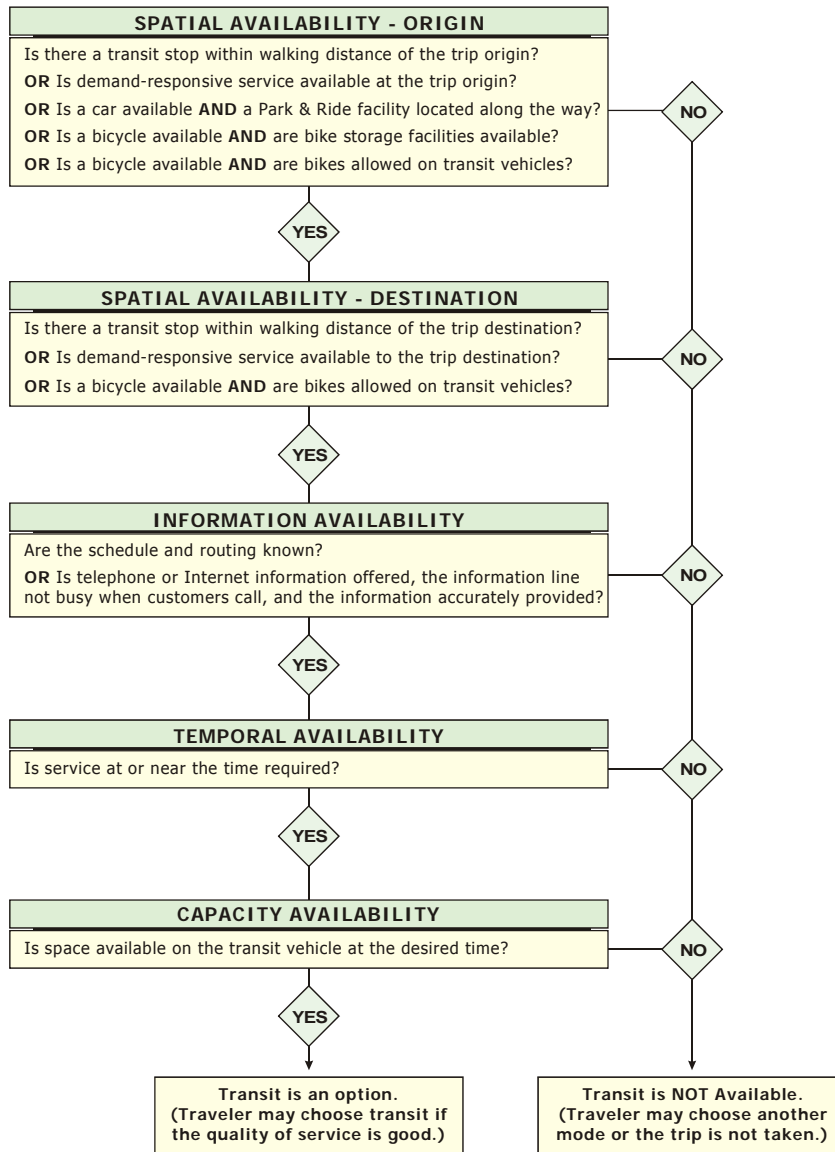 SPATIAL AVAILABILITY - ORIGIN
Is there a transit stop within walking distance of the trip origin?
OR Is demand-responsive service available at the trip origin?
OR Is a car available AND a Park & Ride facility located along the way?
OR Is a bicycle available AND are bike storage facilities available?
OR Is a bicycle available AND are bikes allowed on transit vehicles?
NO
YES
SPATIAL AVAILABILITY - DESTINATION
Is there a transit stop within walking distance of the trip destination?
OR Is demand-responsive service available to the trip destination?
OR Is a bicycle available AND are bikes allowed on transit vehicles?
NO
YES
INFORMATION AVAILABILITY
Are the schedule and routing known?
OR Is telephone or Internet information offered, the information line
not busy when customers call, and the information accurately provided?
NO
YES
TEMPORAL AVAILABILITY
Is service at or near the time required?
NO
YES
CAPACITY AVAILABILITY
Is space available on the transit vehicle at the desired time?
NO
YES
Transit is an option.
(Traveler may choose transit if
the quality of service is good.)
Transit is NOT Available.
(Traveler may choose another
mode or the trip is not taken.)